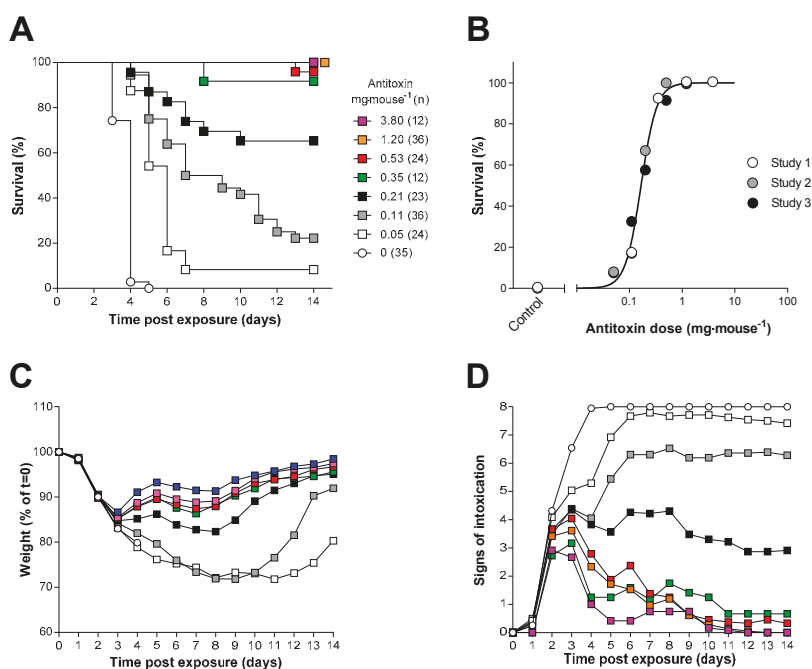 A
100
80
60
40
20
0
Survival (%)
0 2 4 6 8 10 12 14
Time post exposure (days)
Antitoxin
mg·mouse⁻¹ (n)
3.80 (12)
1.20 (36)
0.53 (24)
0.35 (12)
0.21 (23)
0.11 (36)
0.05 (24)
0 (35)
B
100
80
60
40
20
0
Survival (%)
Control
0.1 1 10 100
Antitoxin dose (mg·mouse⁻¹)
Study 1
Study 2
Study 3
C
110
100
90
80
70
60
Weight (% of t=0)
0 1 2 3 4 5 6 7 8 9 10 11 12 13 14
Time post exposure (days)
D
8
7
6
5
4
3
2
1
0
Signs of intoxication
0 1 2 3 4 5 6 7 8 9 10 11 12 13 14
Time post exposure (days)